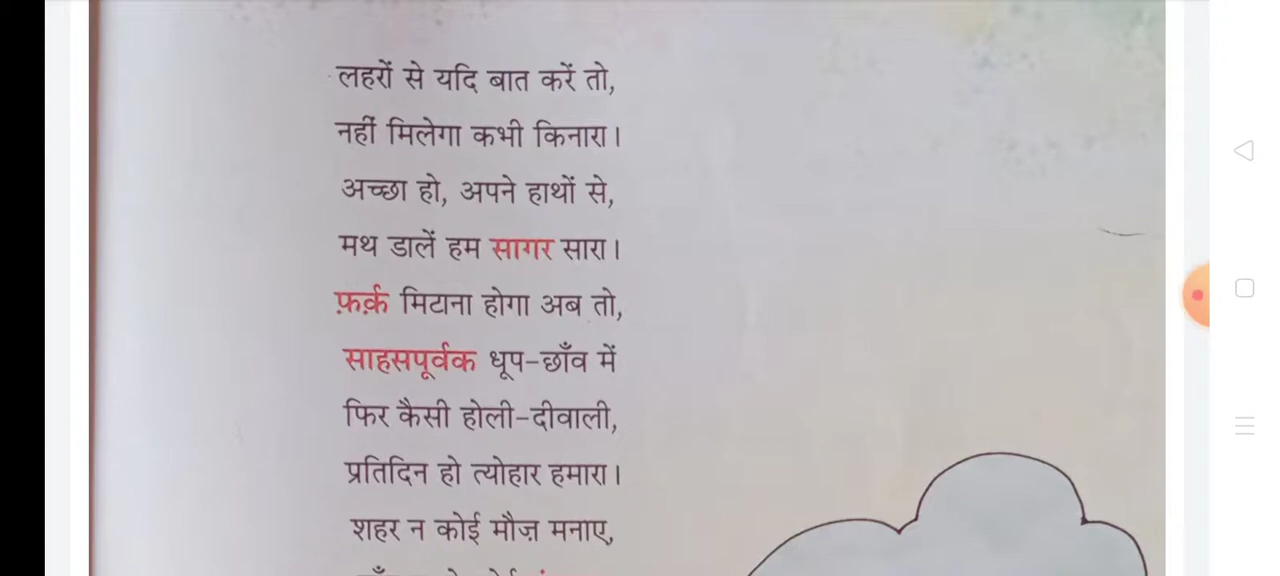 लहरों से यदि बात करें तो,
नहीं मिलेगा कभी किनारा।
अच्छा हो, अपने हाथों से,
मथ डालें हम सागर सारा।
फ़र्क़ मिटाना होगा अब तो,
साहसपूर्वक धूप-छाँव में
फिर कैसी होली-दीवाली,
प्रतिदिन हो त्योहार हमारा।
शहर न कोई मौज़ मनाए,